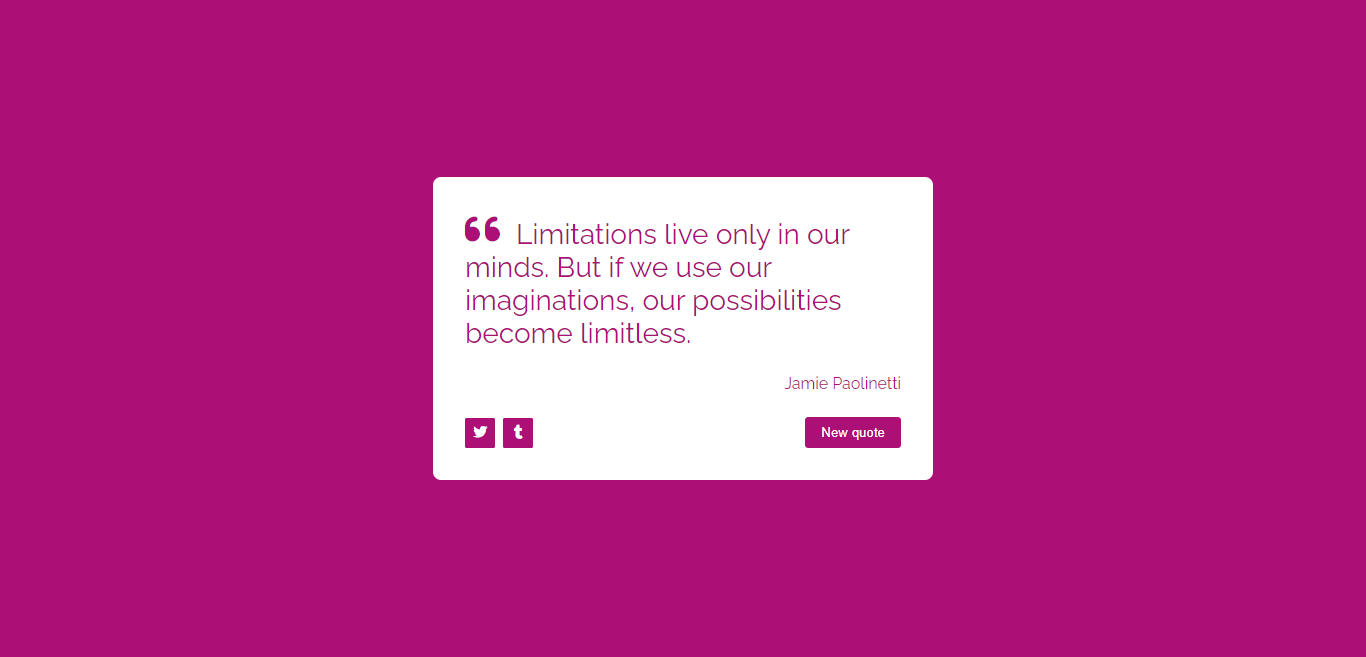 “ Limitations live only in our
minds. But if we use our
imaginations, our possibilities
become limitless.
Jamie Paolinetti
New quote